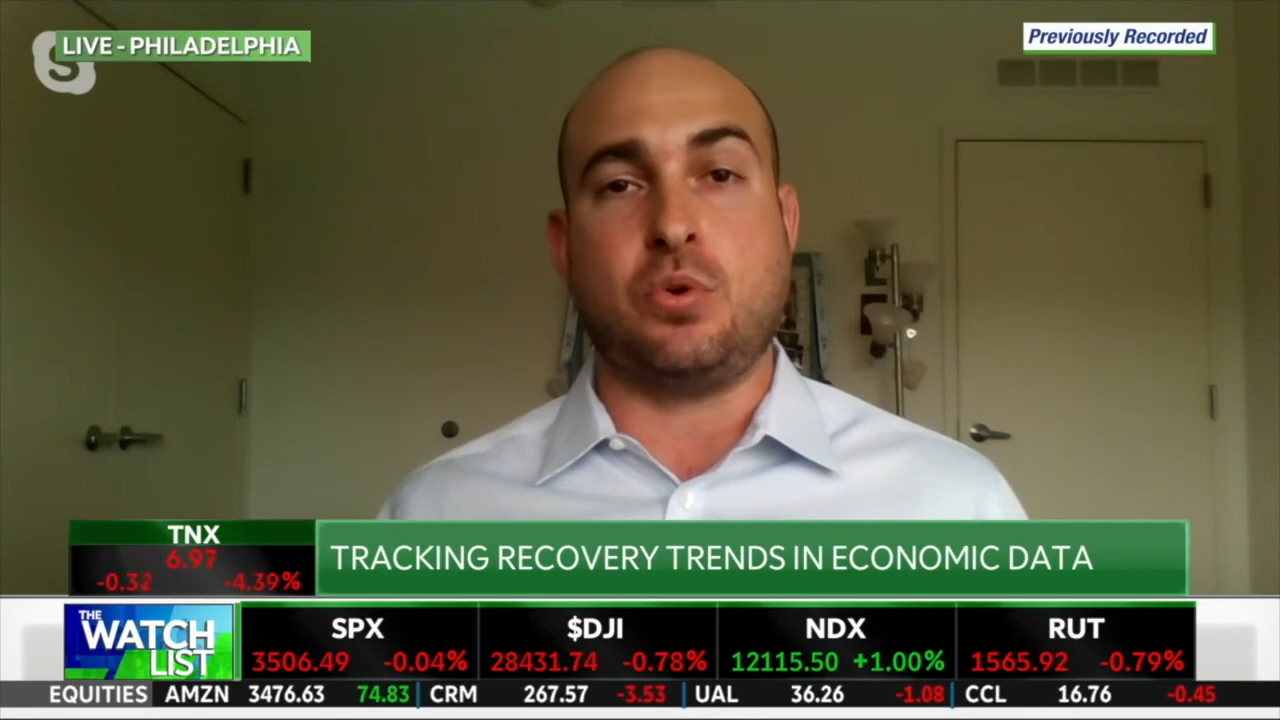 LIVE - PHILADELPHIA
Previously Recorded
S
TNX
6.97
-0.32 -4.39%
TRACKING RECOVERY TRENDS IN ECONOMIC DATA
THE
WATCH
LIST
SPX $DJI NDX RUT
3506.49 -0.04% 28431.74 -0.78% 12115.50 +1.00% 1565.92 -0.79%
EQUITIES AMZN 3476.63 74.83 CRM 267.57 -3.53 UAL 36.26 -1.08 CCL 16.76 -0.45